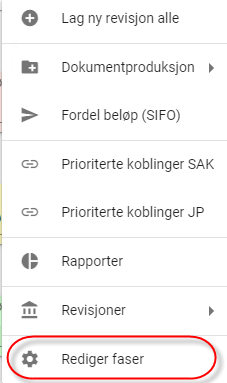 Lag ny revisjon alle
Dokumentproduksjon
Fordel beløp (SIFO)
Prioriterte koblinger SAK
Prioriterte koblinger JP
Rapporter
Revisjoner
Rediger faser